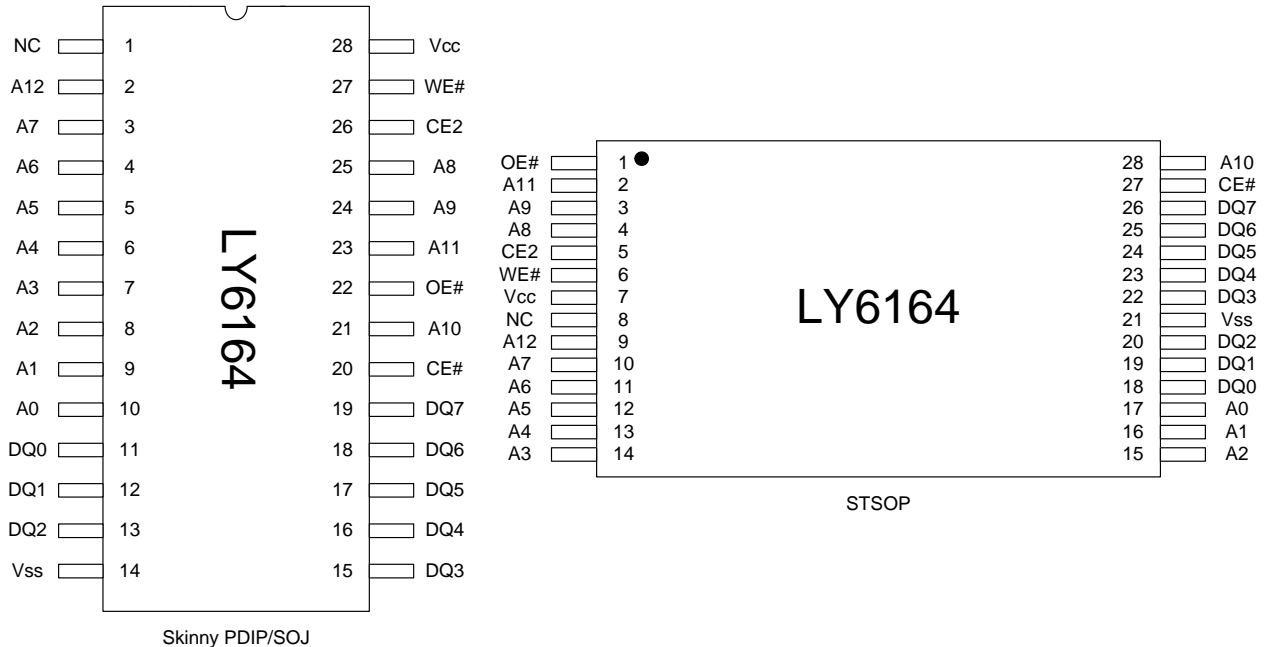 NC 1 28 Vcc
A12 2 27 WE#
A7 3 26 CE2
A6 4 25 A8
A5 5 24 A9
A4 6 23 A11
A3 7 22 OE#
A2 8 21 A10
A1 9 20 CE#
A0 10 19 DQ7
DQ0 11 18 DQ6
DQ1 12 17 DQ5
DQ2 13 16 DQ4
Vss 14 15 DQ3
LY6164
Skinny PDIP/SOJ
OE# 1 28 A10
A11 2 27 CE#
A9 3 26 DQ7
A8 4 25 DQ6
CE2 5 24 DQ5
WE# 6 23 DQ4
Vcc 7 22 DQ3
NC 8 21 Vss
A12 9 20 DQ2
A7 10 19 DQ1
A6 11 18 DQ0
A5 12 17 A0
A4 13 16 A1
A3 14 15 A2
LY6164
STSOP